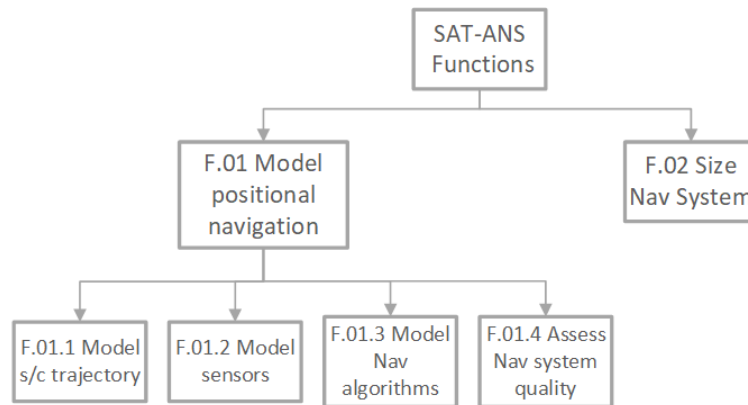 SAT-ANS
Functions
F.01 Model
positional
navigation
F.02 Size
Nav System
F.01.1 Model
s/c trajectory
F.01.2 Model
sensors
F.01.3 Model
Nav
algorithms
F.01.4 Assess
Nav system
quality